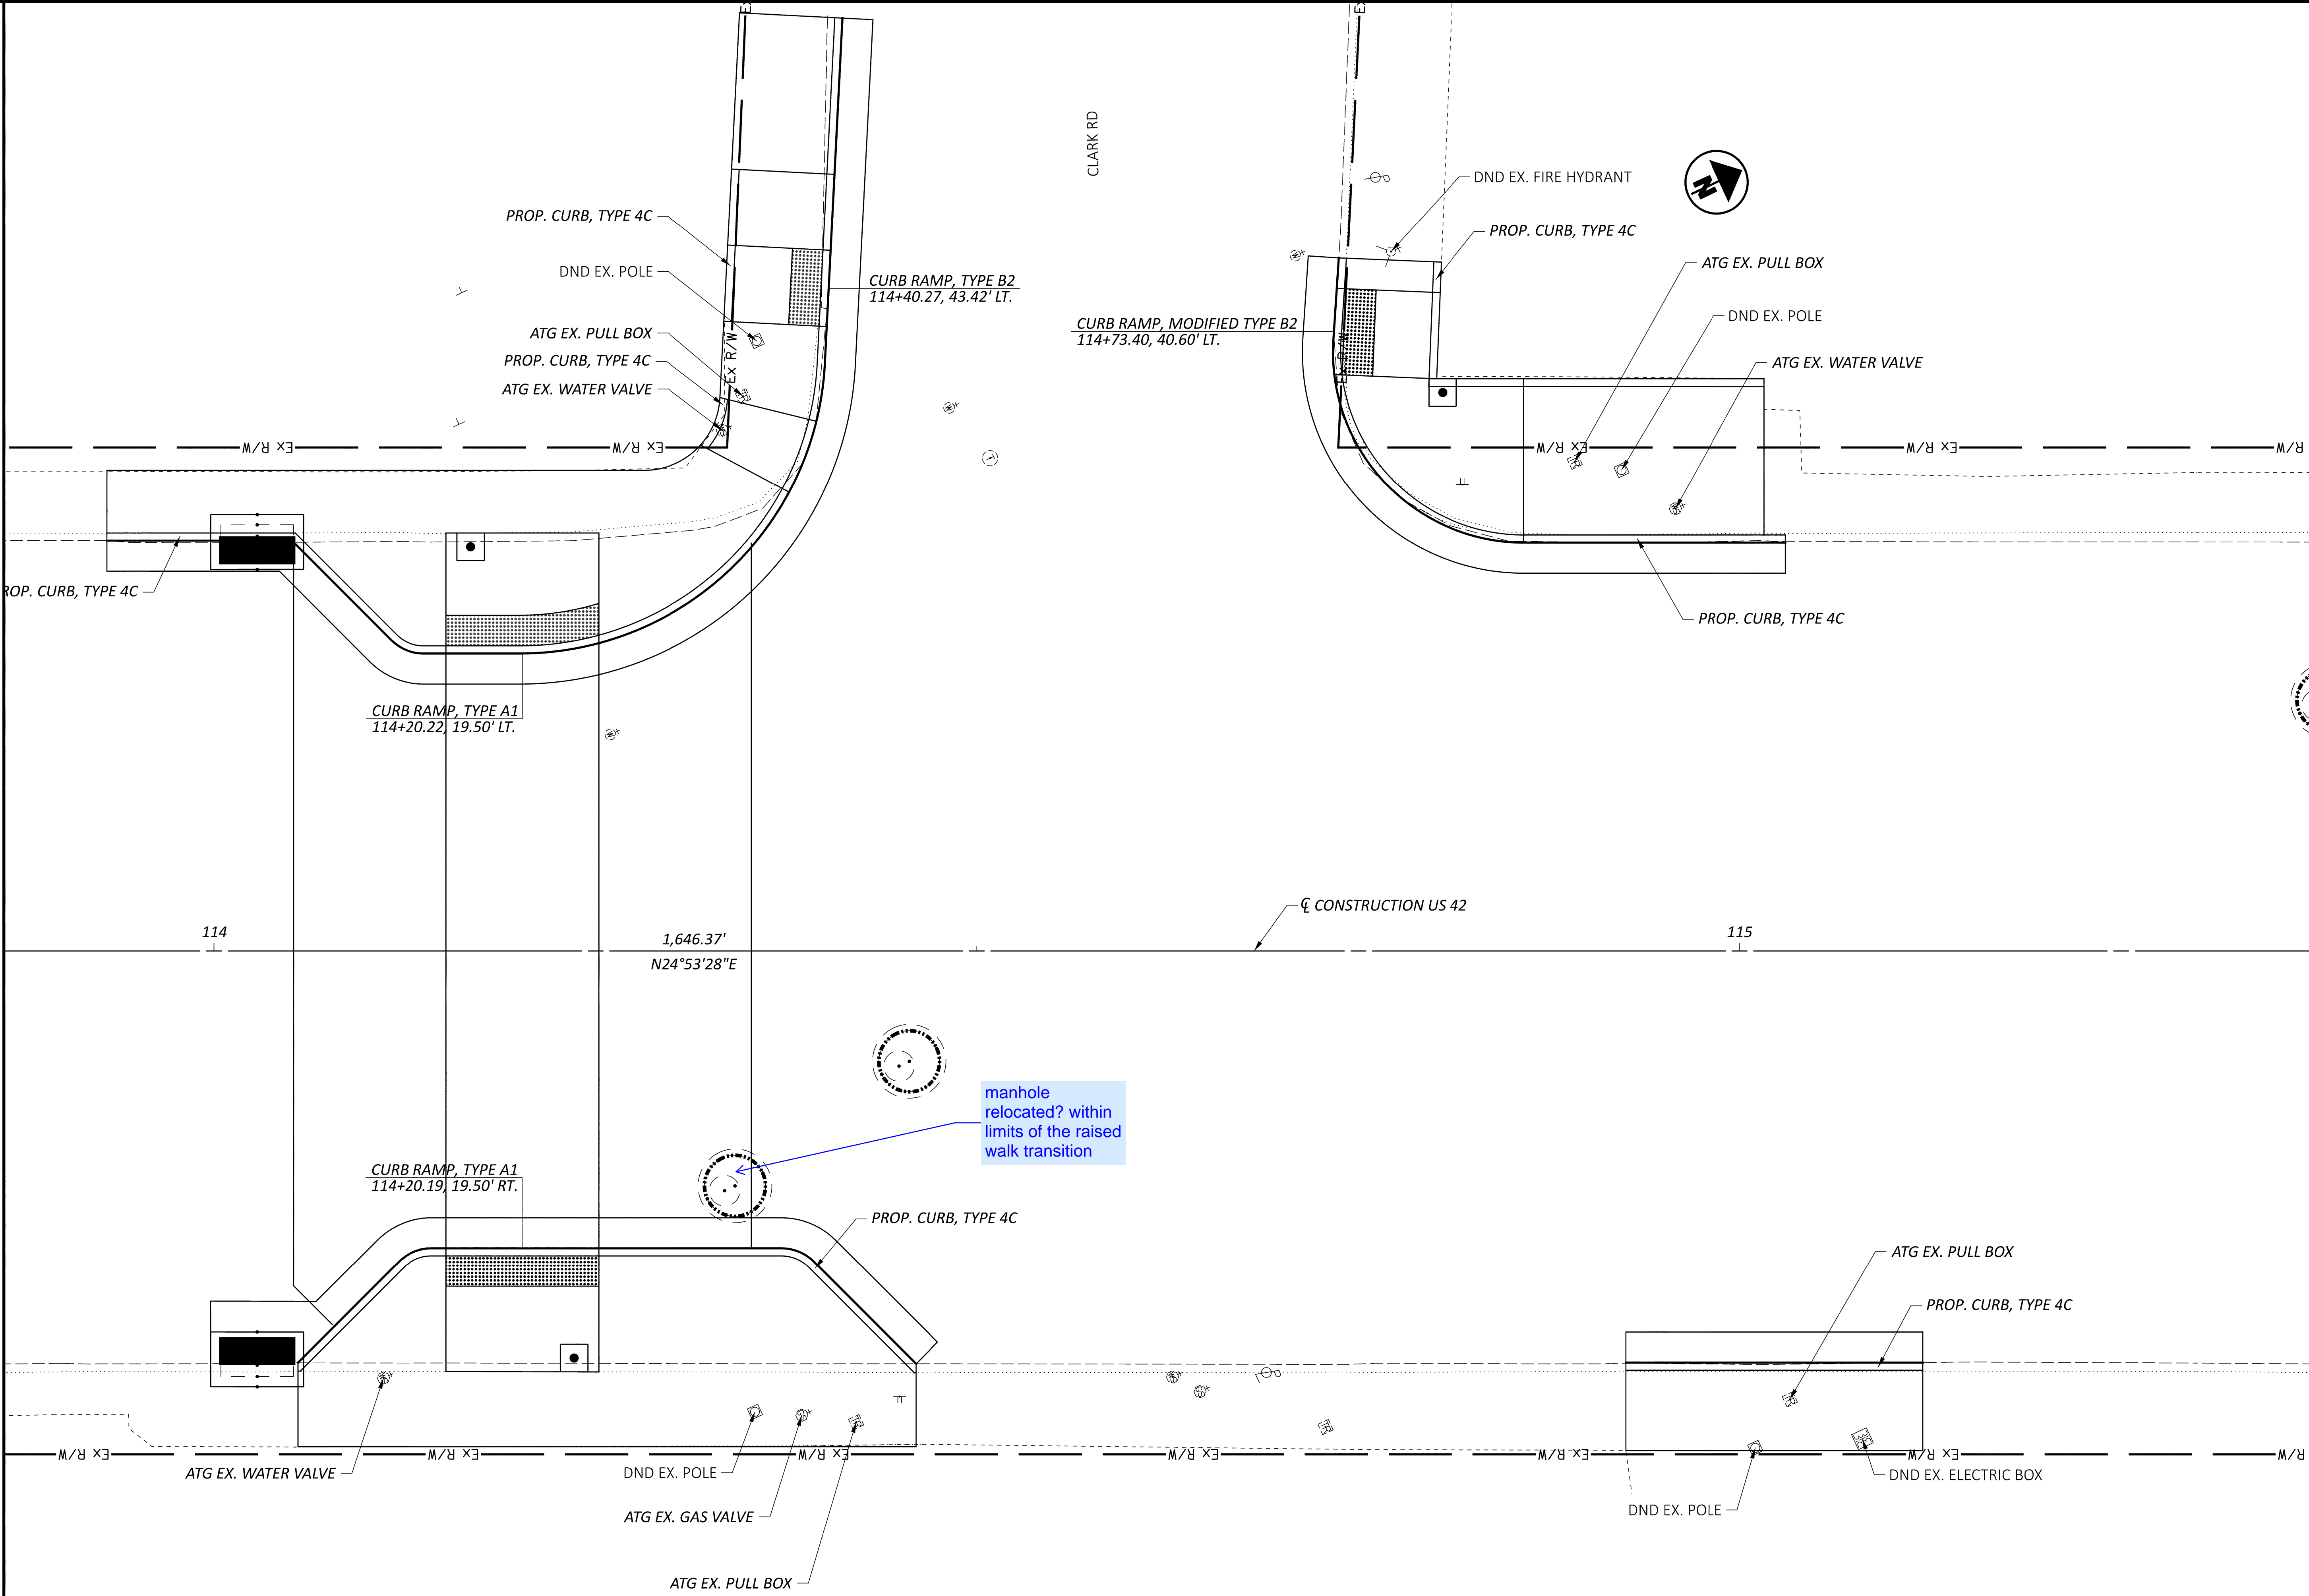 Ex
Ex
CLARK RD
DND EX. FIRE HYDRANT
N
PROP. CURB, TYPE 4C
PROP. CURB, TYPE 4C
ATG EX. PULL BOX
DND EX. POLE
CURB RAMP, TYPE B2
114+40.27, 43.42' LT.
DND EX. POLE
CURB RAMP, MODIFIED TYPE B2
114+73.40, 40.60' LT.
ATG EX. PULL BOX
PROP. CURB, TYPE 4C
ATG EX. WATER VALVE
ATG EX. WATER VALVE
Ex R/W
Ex R/W
Ex R/W
Ex R/W
Ex R/W
Ex R/W
R/W
ROP. CURB, TYPE 4C
PROP. CURB, TYPE 4C
CURB RAMP, TYPE A1
114+20.22, 19.50' LT.
℄ CONSTRUCTION US 42
114
1,646.37'
115
N24°53'28"E
manhole
relocated? within
limits of the raised
walk transition
CURB RAMP, TYPE A1
114+20.19, 19.50' RT.
PROP. CURB, TYPE 4C
ATG EX. PULL BOX
PROP. CURB, TYPE 4C
Ex R/W
Ex R/W
Ex R/W
Ex R/W
Ex R/W
Ex R/W
R/W
ATG EX. WATER VALVE
DND EX. POLE
DND EX. ELECTRIC BOX
ATG EX. GAS VALVE
DND EX. POLE
ATG EX. PULL BOX